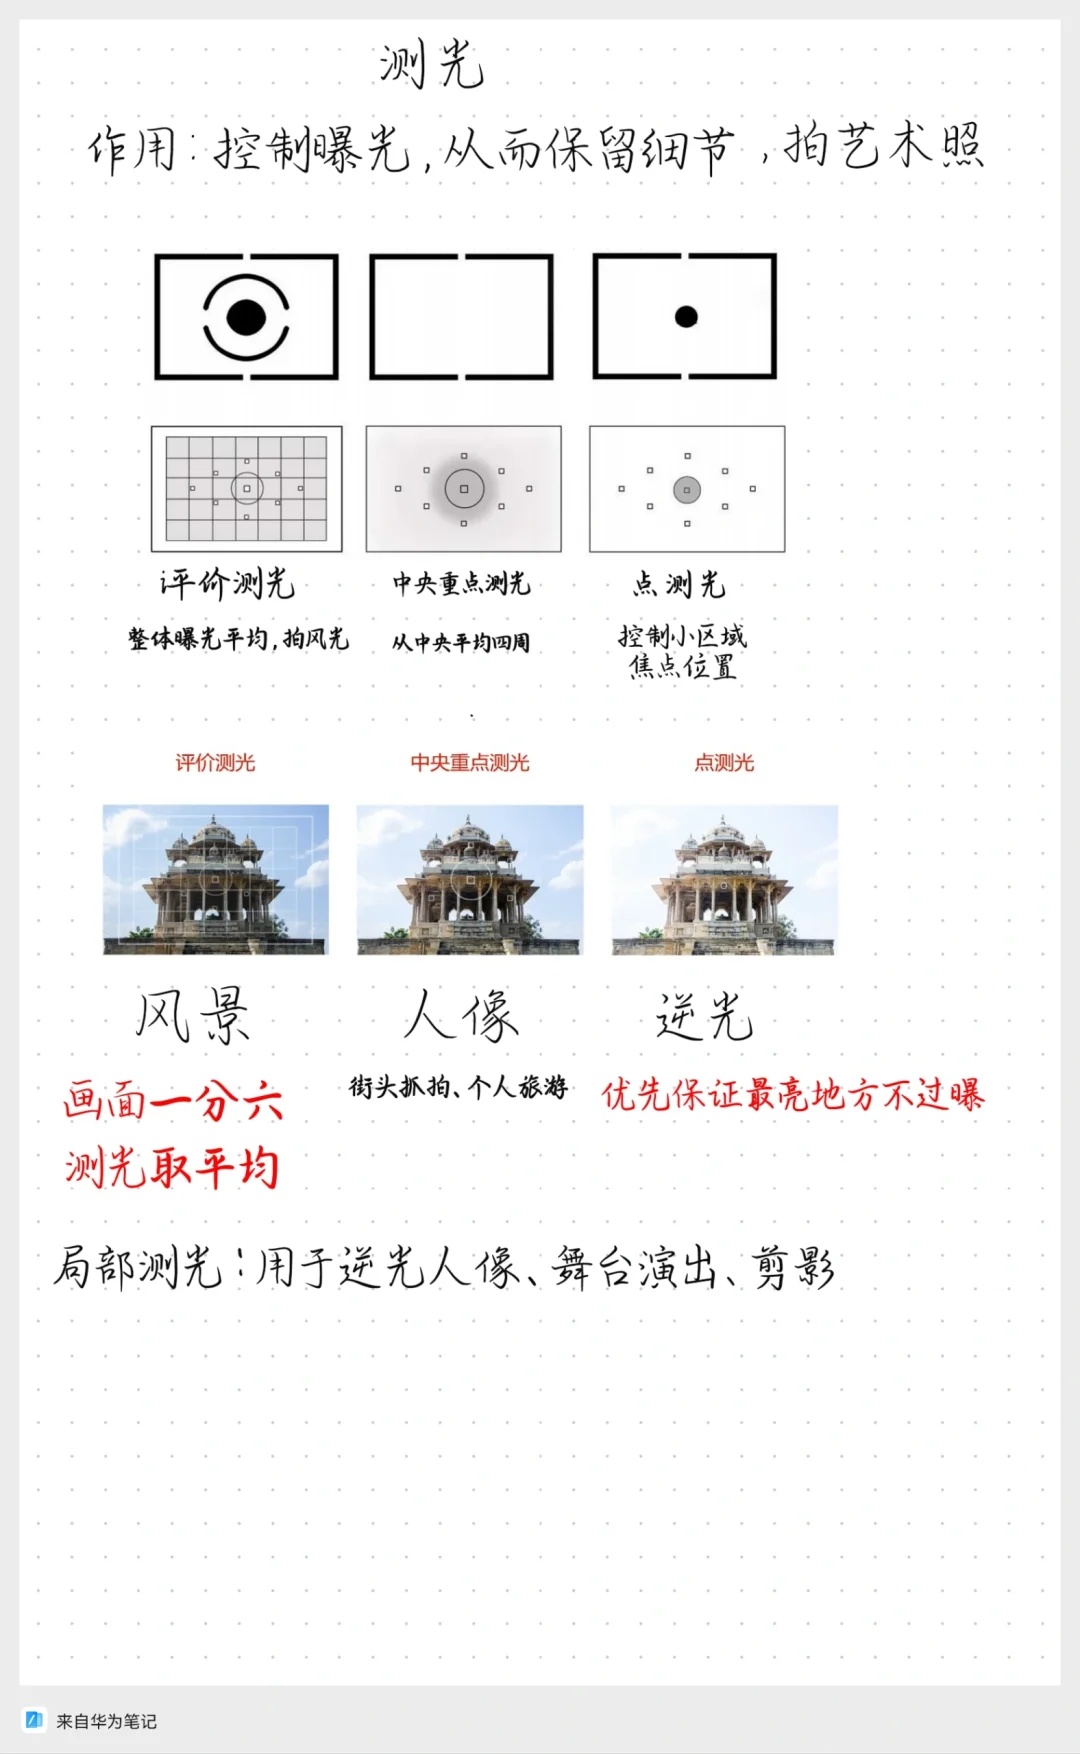 测光
作用：控制曝光，从而保留细节，拍艺术照
评价测光 中央重点测光 点测光
整体曝光平均，拍风光 从中央平均四周 控制小区域
焦点位置
评价测光 中央重点测光 点测光
风景 人像 逆光
画面一分六 街头抓拍、个人旅游 优先保证最亮地方不过曝
测光取平均
局部测光：用于逆光人像、舞台演出、剪影
来自华为笔记